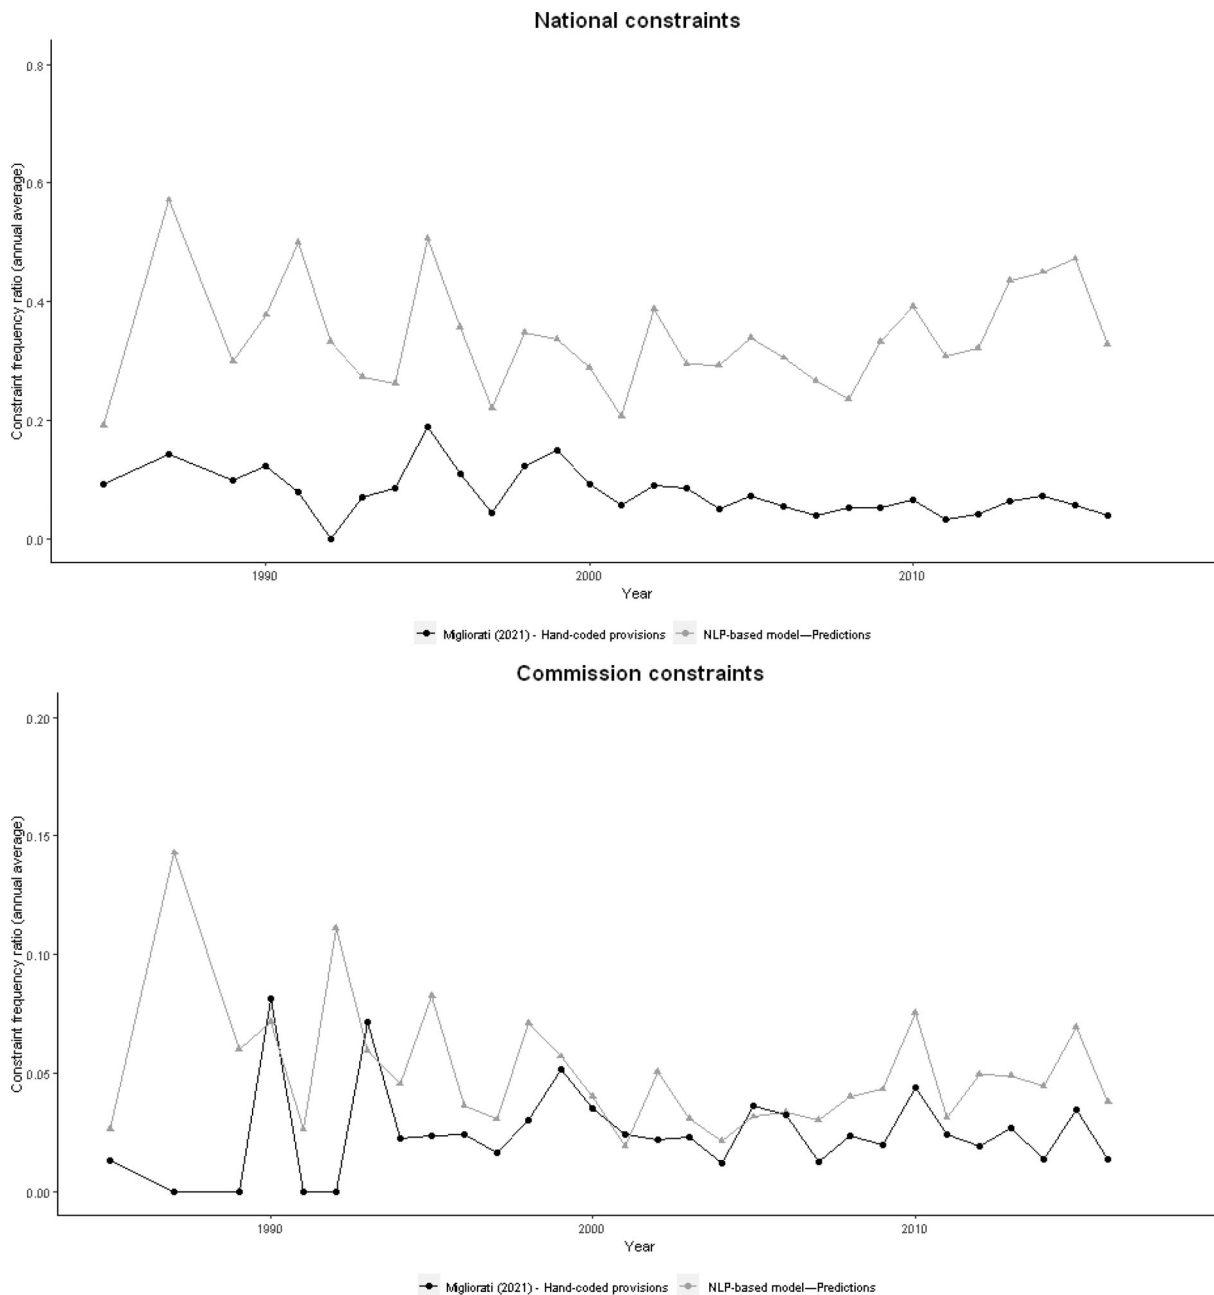 National constraints
0.8
0.6
0.4
0.2
0.0
Constraint frequency ratio (annual average)
1990 2000 2010
Year
Migliorati (2021) - Hand-coded provisions NLP-based model—Predictions
Commission constraints
0.20
0.15
0.10
0.05
0.00
Constraint frequency ratio (annual average)
1990 2000 2010
Year
Migliorati (2021) - Hand-coded provisions NLP-based model—Predictions